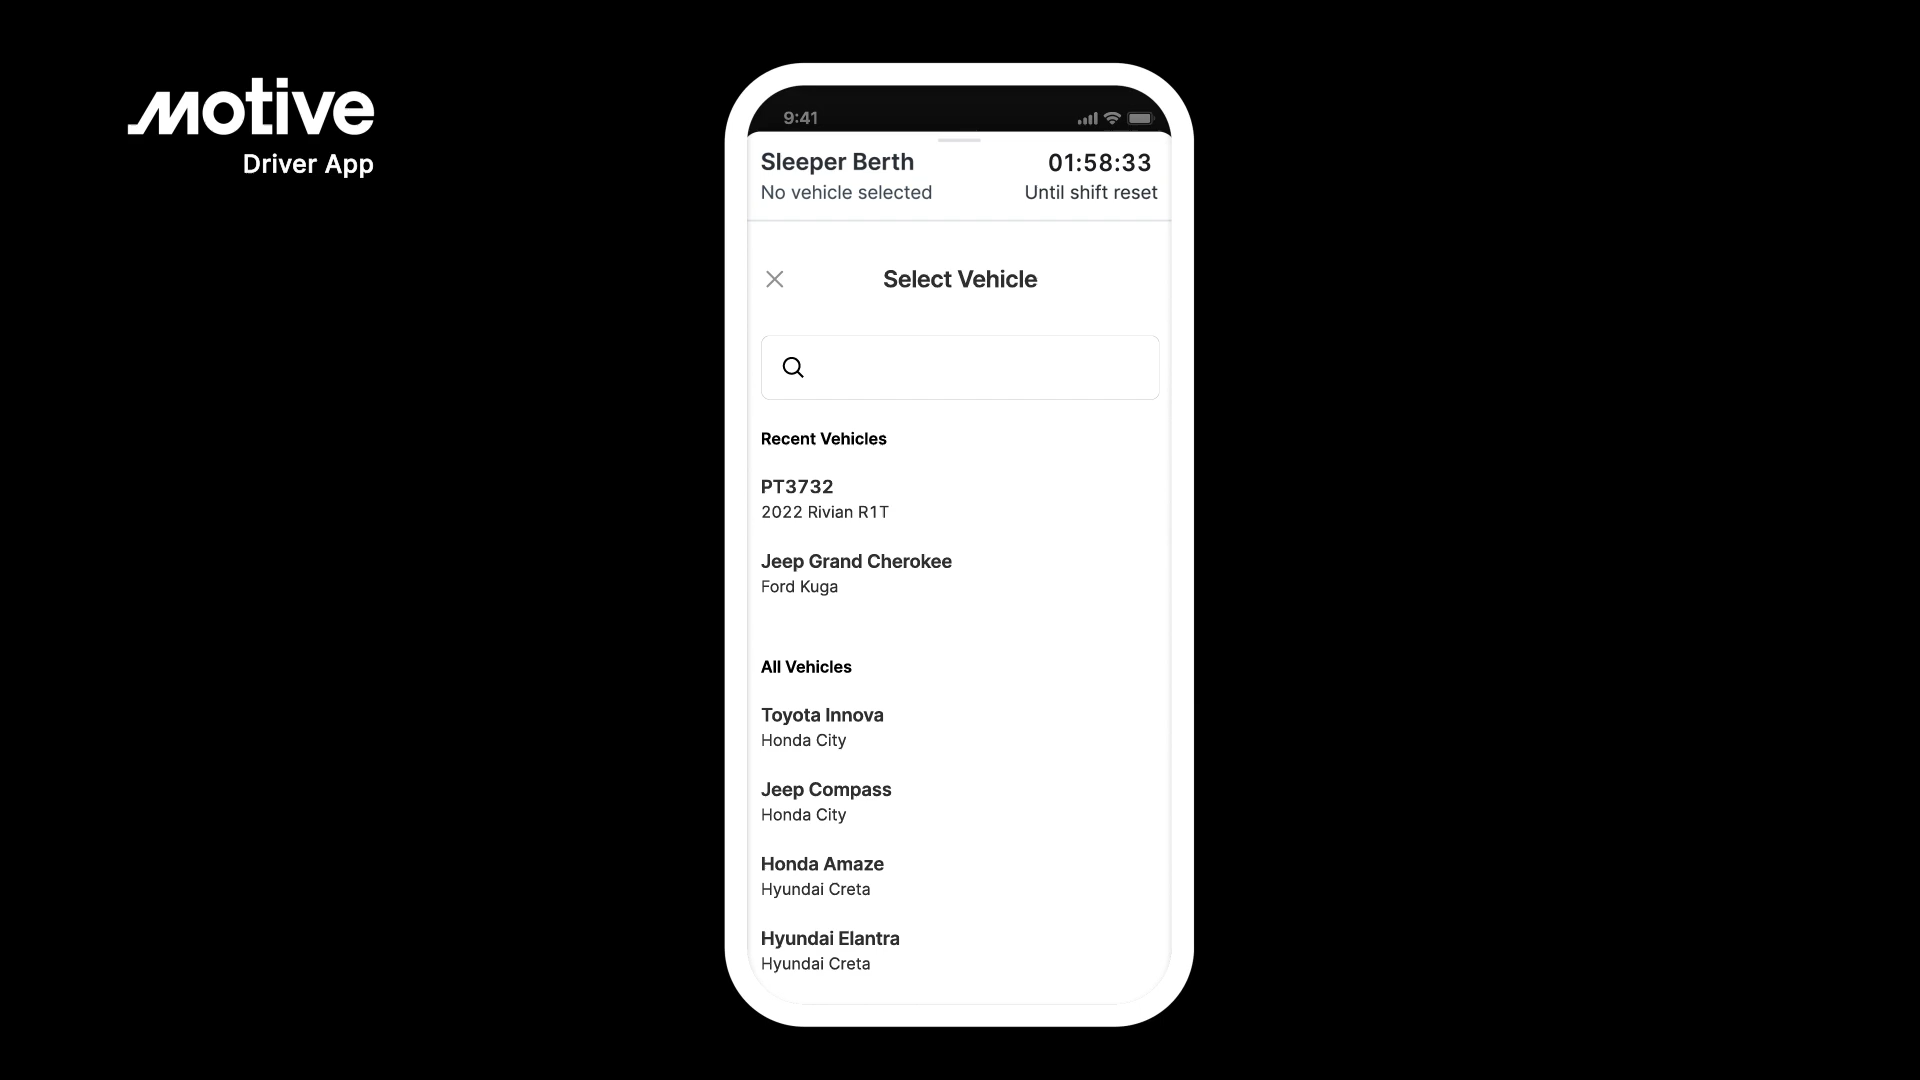 motive
Driver App
9:41
Sleeper Berth
01:58:33
No vehicle selected
Until shift reset
Select Vehicle
Recent Vehicles
PT3732
2022 Rivian R1T
Jeep Grand Cherokee
Ford Kuga
All Vehicles
Toyota Innova
Honda City
Jeep Compass
Honda City
Honda Amaze
Hyundai Creta
Hyundai Elantra
Hyundai Creta